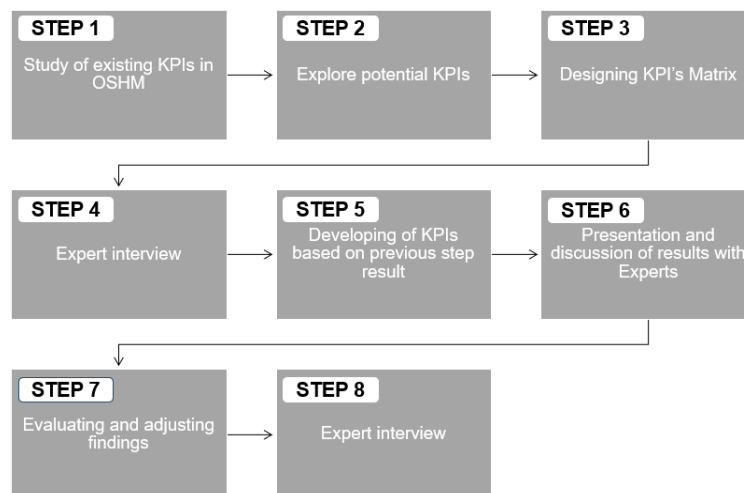 STEP 1
Study of existing KPIs in
OSHM
STEP 2
Explore potential KPIs
STEP 3
Designing KPI's Matrix
STEP 4
Expert interview
STEP 5
Developing of KPIs
based on previous step
result
STEP 6
Presentation and
discussion of results with
Experts
STEP 7
Evaluating and adjusting
findings
STEP 8
Expert interview